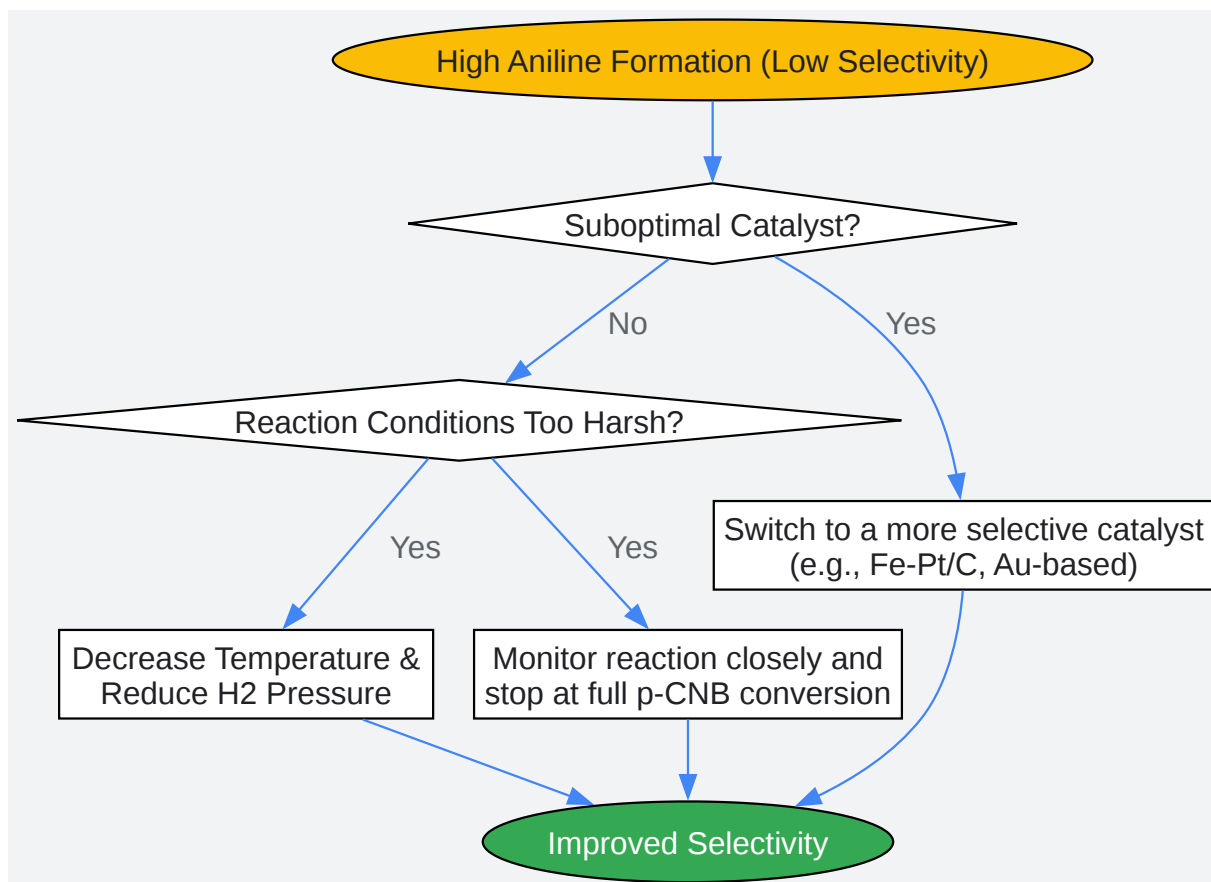 High Aniline Formation (Low Selectivity)
Suboptimal Catalyst?
No
Yes
Reaction Conditions Too Harsh?
Yes
Yes
Switch to a more selective catalyst
(e.g., Fe-Pt/C, Au-based)
Decrease Temperature &
Reduce H2 Pressure
Monitor reaction closely and
stop at full p-CNB conversion
Improved Selectivity